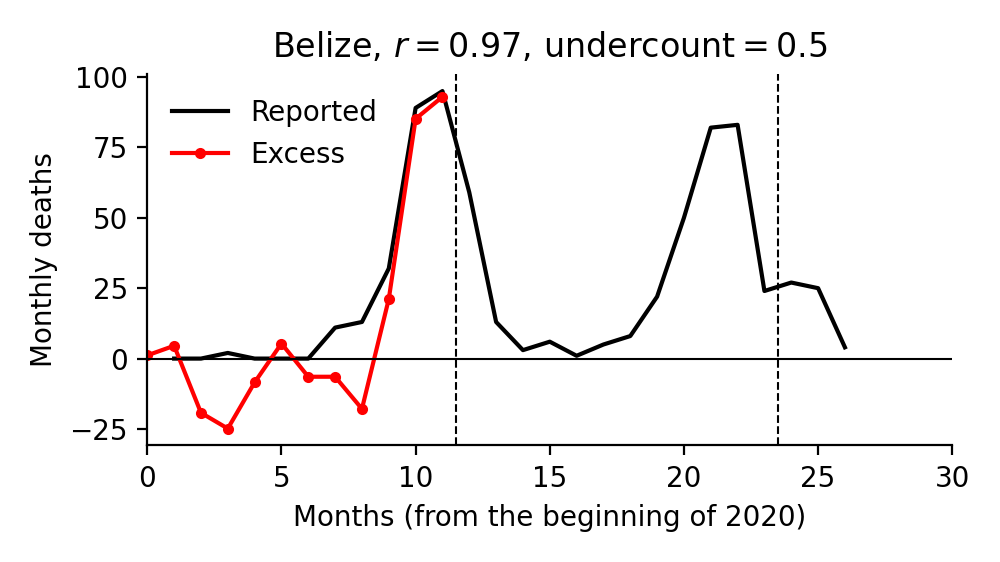 Belize, r = 0.97, undercount = 0.5
100
75
50
25
0
−25
Monthly deaths
Reported
Excess
0 5 10 15 20 25 30
Months (from the beginning of 2020)